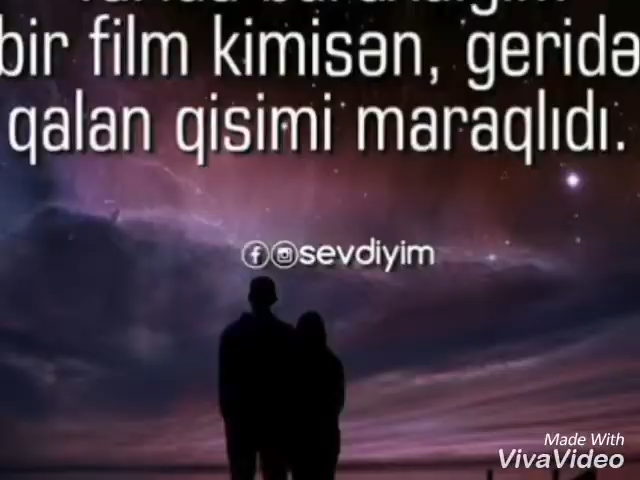 bir film kimisən, geridə
qalan qisimi maraqlıdı.
sevdiyim
Made With
VivaVideo